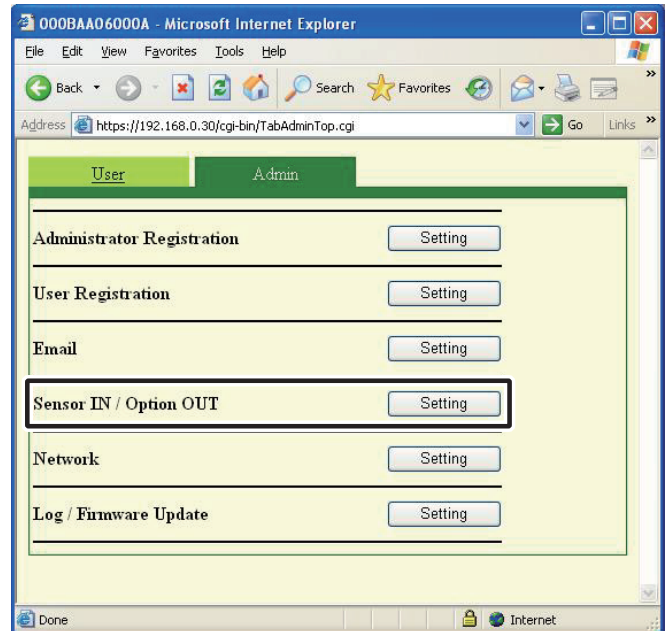 000BAA06000A - Microsoft Internet Explorer
File Edit View Favorites Tools Help
Back Search Favorites »
Address https://192.168.0.30/cgi-bin/TabAdminTop.cgi Go Links »
User Admin
Administrator Registration Setting
User Registration Setting
Email Setting
Sensor IN / Option OUT Setting
Network Setting
Log / Firmware Update Setting
Done Internet